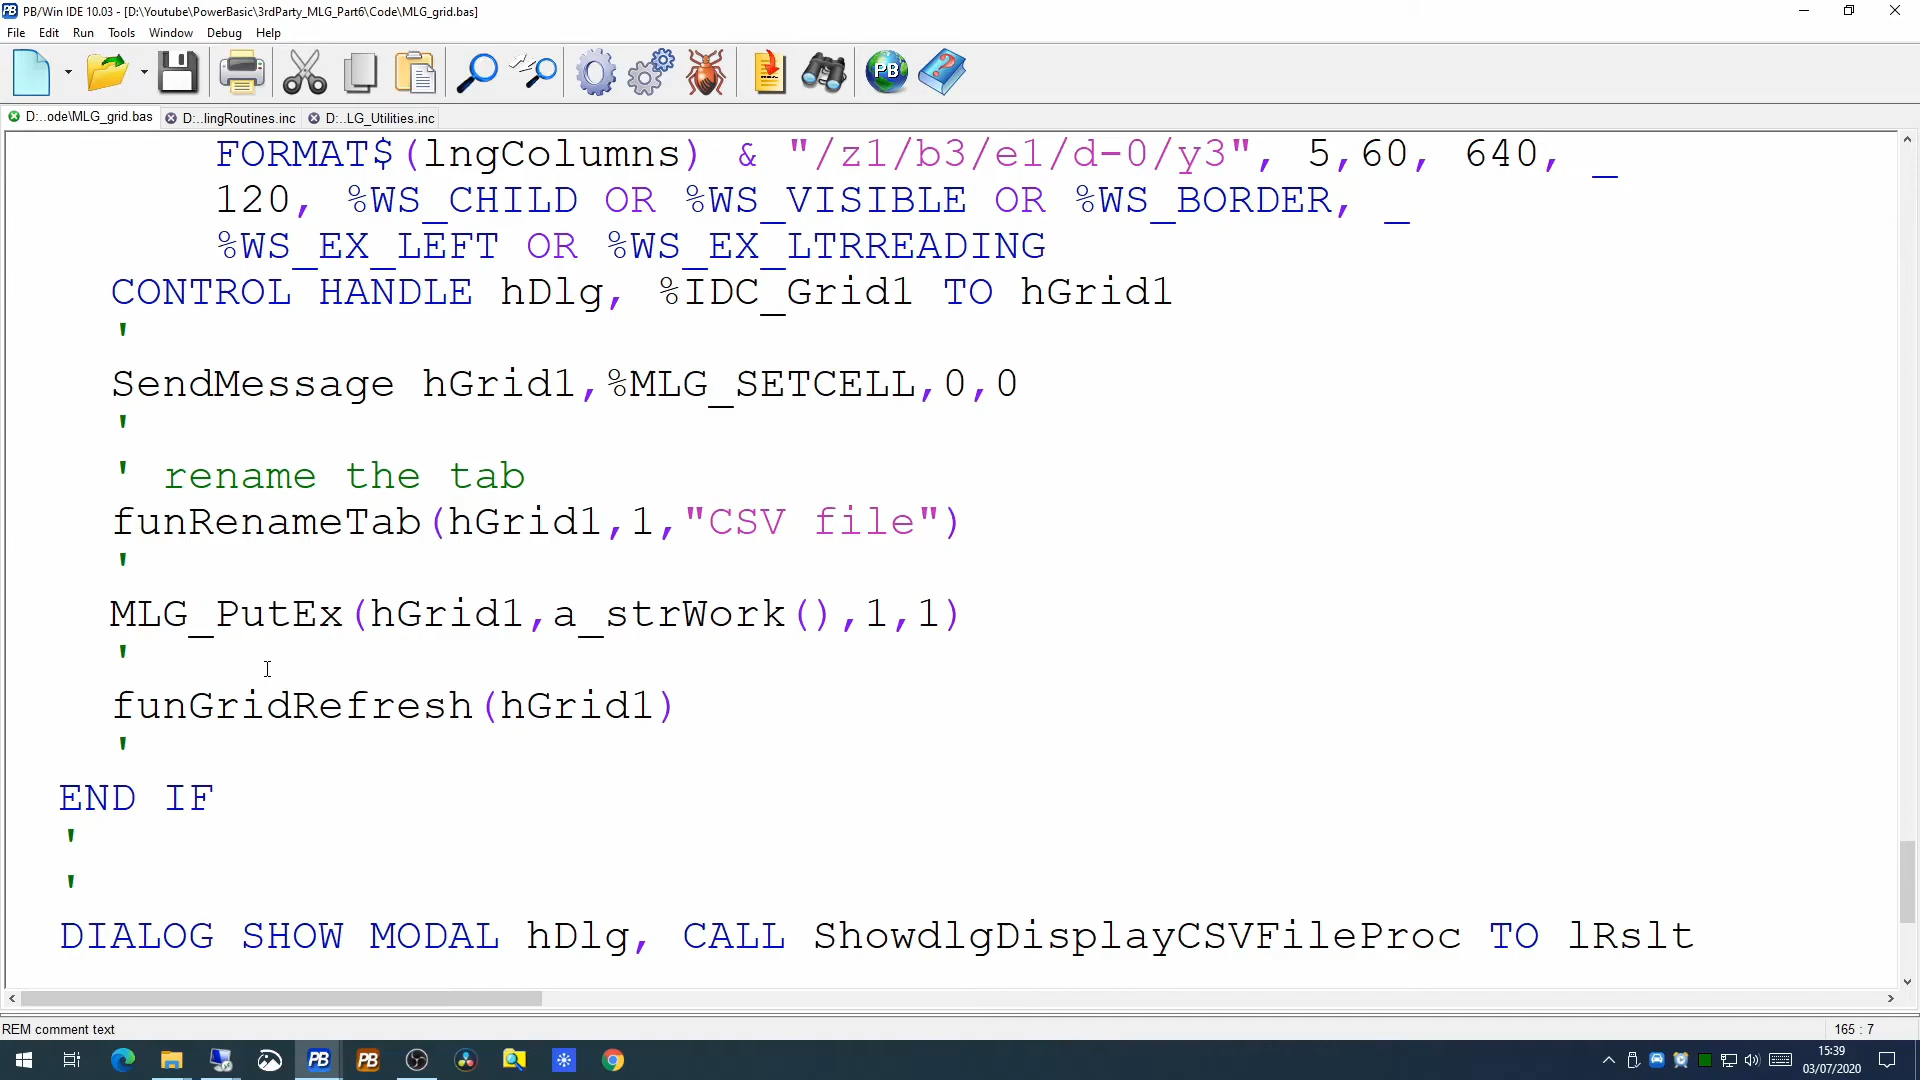 PB/Win IDE 10.03 - [D:\Youtube\PowerBasic\3rdParty_MLG_Part6\Code\MLG_grid.bas]
File Edit Run Tools Window Debug Help
PB
D:..ode\MLG_grid.bas D:..lingRoutines.inc D:..LG_Utilities.inc
FORMAT$(lngColumns) & "/z1/b3/e1/d-0/y3", 5,60, 640, _
120, %WS_CHILD OR %WS_VISIBLE OR %WS_BORDER, _
%WS_EX_LEFT OR %WS_EX_LTRREADING
CONTROL HANDLE hDlg, %IDC_Grid1 TO hGrid1
'
SendMessage hGrid1,%MLG_SETCELL,0,0
'
' rename the tab
funRenameTab(hGrid1,1,"CSV file")
'
MLG_PutEx(hGrid1,a_strWork(),1,1)
'
funGridRefresh(hGrid1)
'
END IF
'
'
DIALOG SHOW MODAL hDlg, CALL ShowdlgDisplayCSVFileProc TO lRslt
REM comment text
165 : 7
PB PB
15:39
03/07/2020